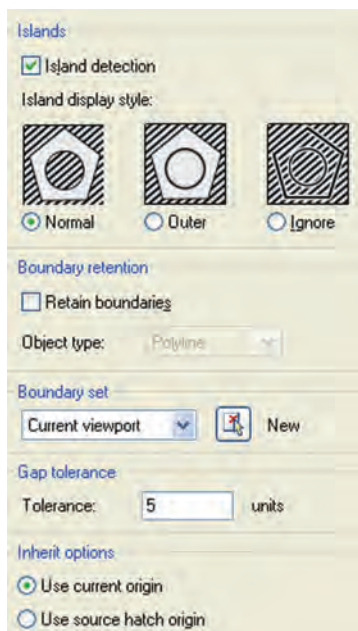 Islands
Island detection
Island display style:
Normal Outer Ignore
Boundary retention
Retain boundaries
Object type: Polyline
Boundary set
Current viewport New
Gap tolerance
Tolerance: 5 units
Inherit options
Use current origin
Use source hatch origin